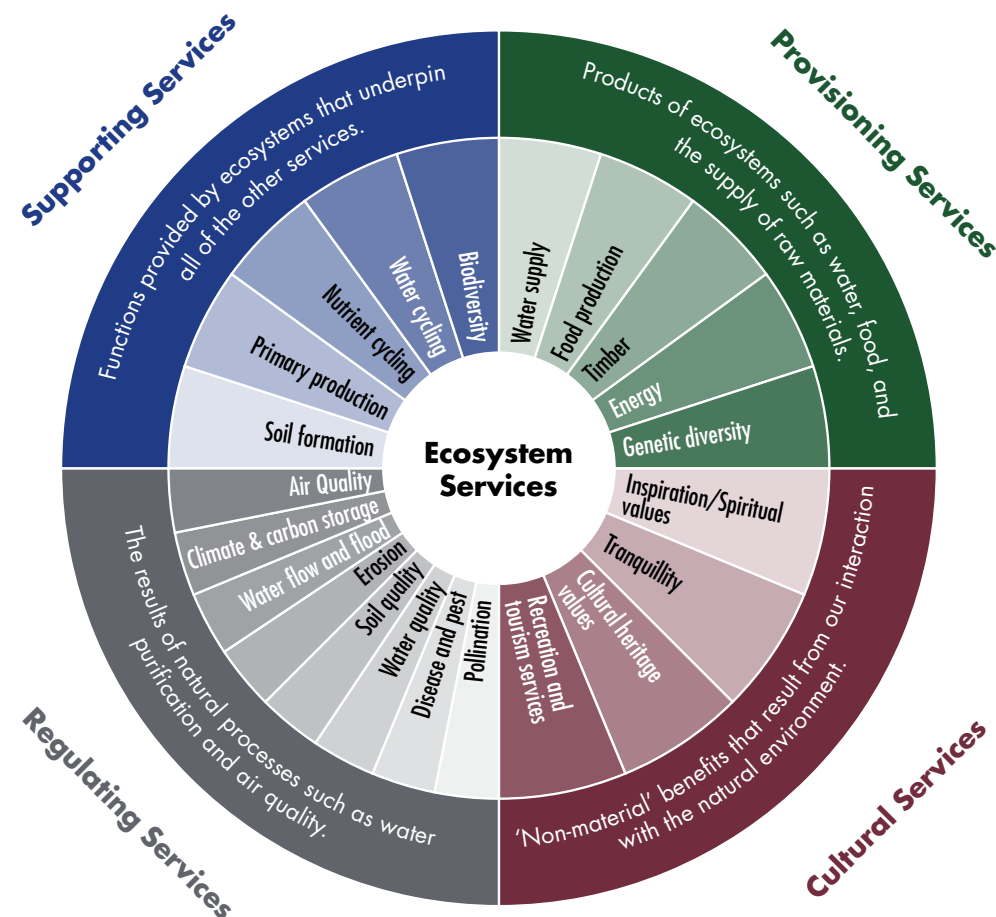 Supporting Services
Functions provided by ecosystems that underpin
all of the other services.
Biodiversity
Water cycling
Nutrient cycling
Primary production
Soil formation
Provisioning Services
Products of ecosystems such as water, food, and
the supply of raw materials.
Water supply
Food production
Timber
Energy
Genetic diversity
Ecosystem
Services
Inspiration/Spiritual
values
Tranquility
Cultural heritage
values
Recreation and
tourism services
'Non-material' benefits that result from our interaction
with the natural environment.
Cultural Services
Air Quality
Climate & carbon storage
Water flow and flood
Erosion
Soil quality
Water quality
Disease and pest
Pollination
The results of natural processes such as water
purification and air quality.
Regulating Services